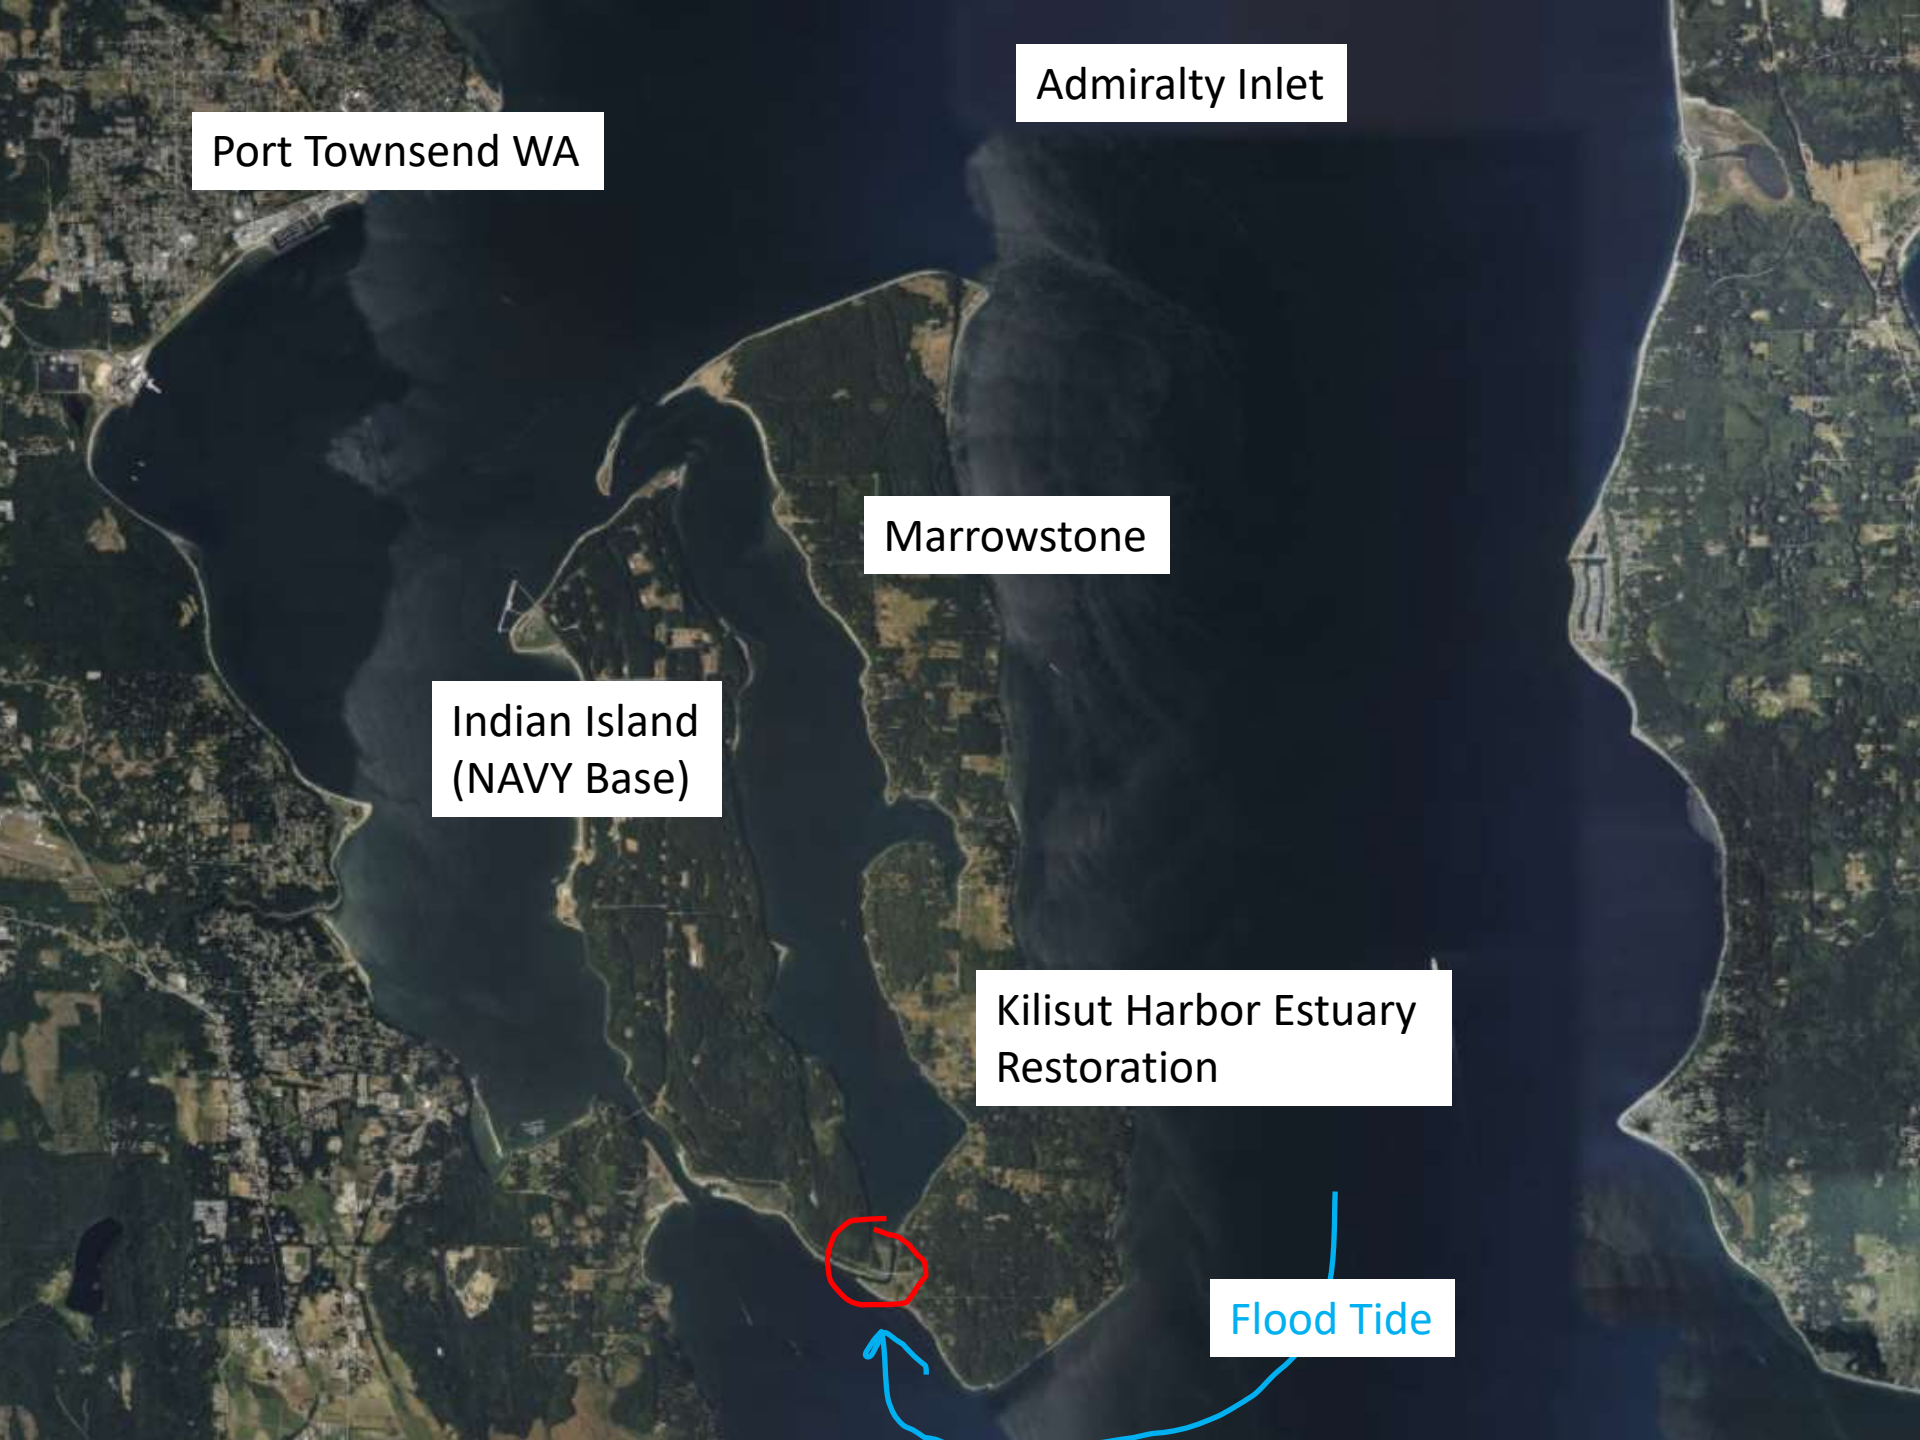 Admiralty Inlet
Port Townsend WA
Marrowstone
Indian Island
(NAVY Base)
Kilisut Harbor Estuary
Restoration
Flood Tide